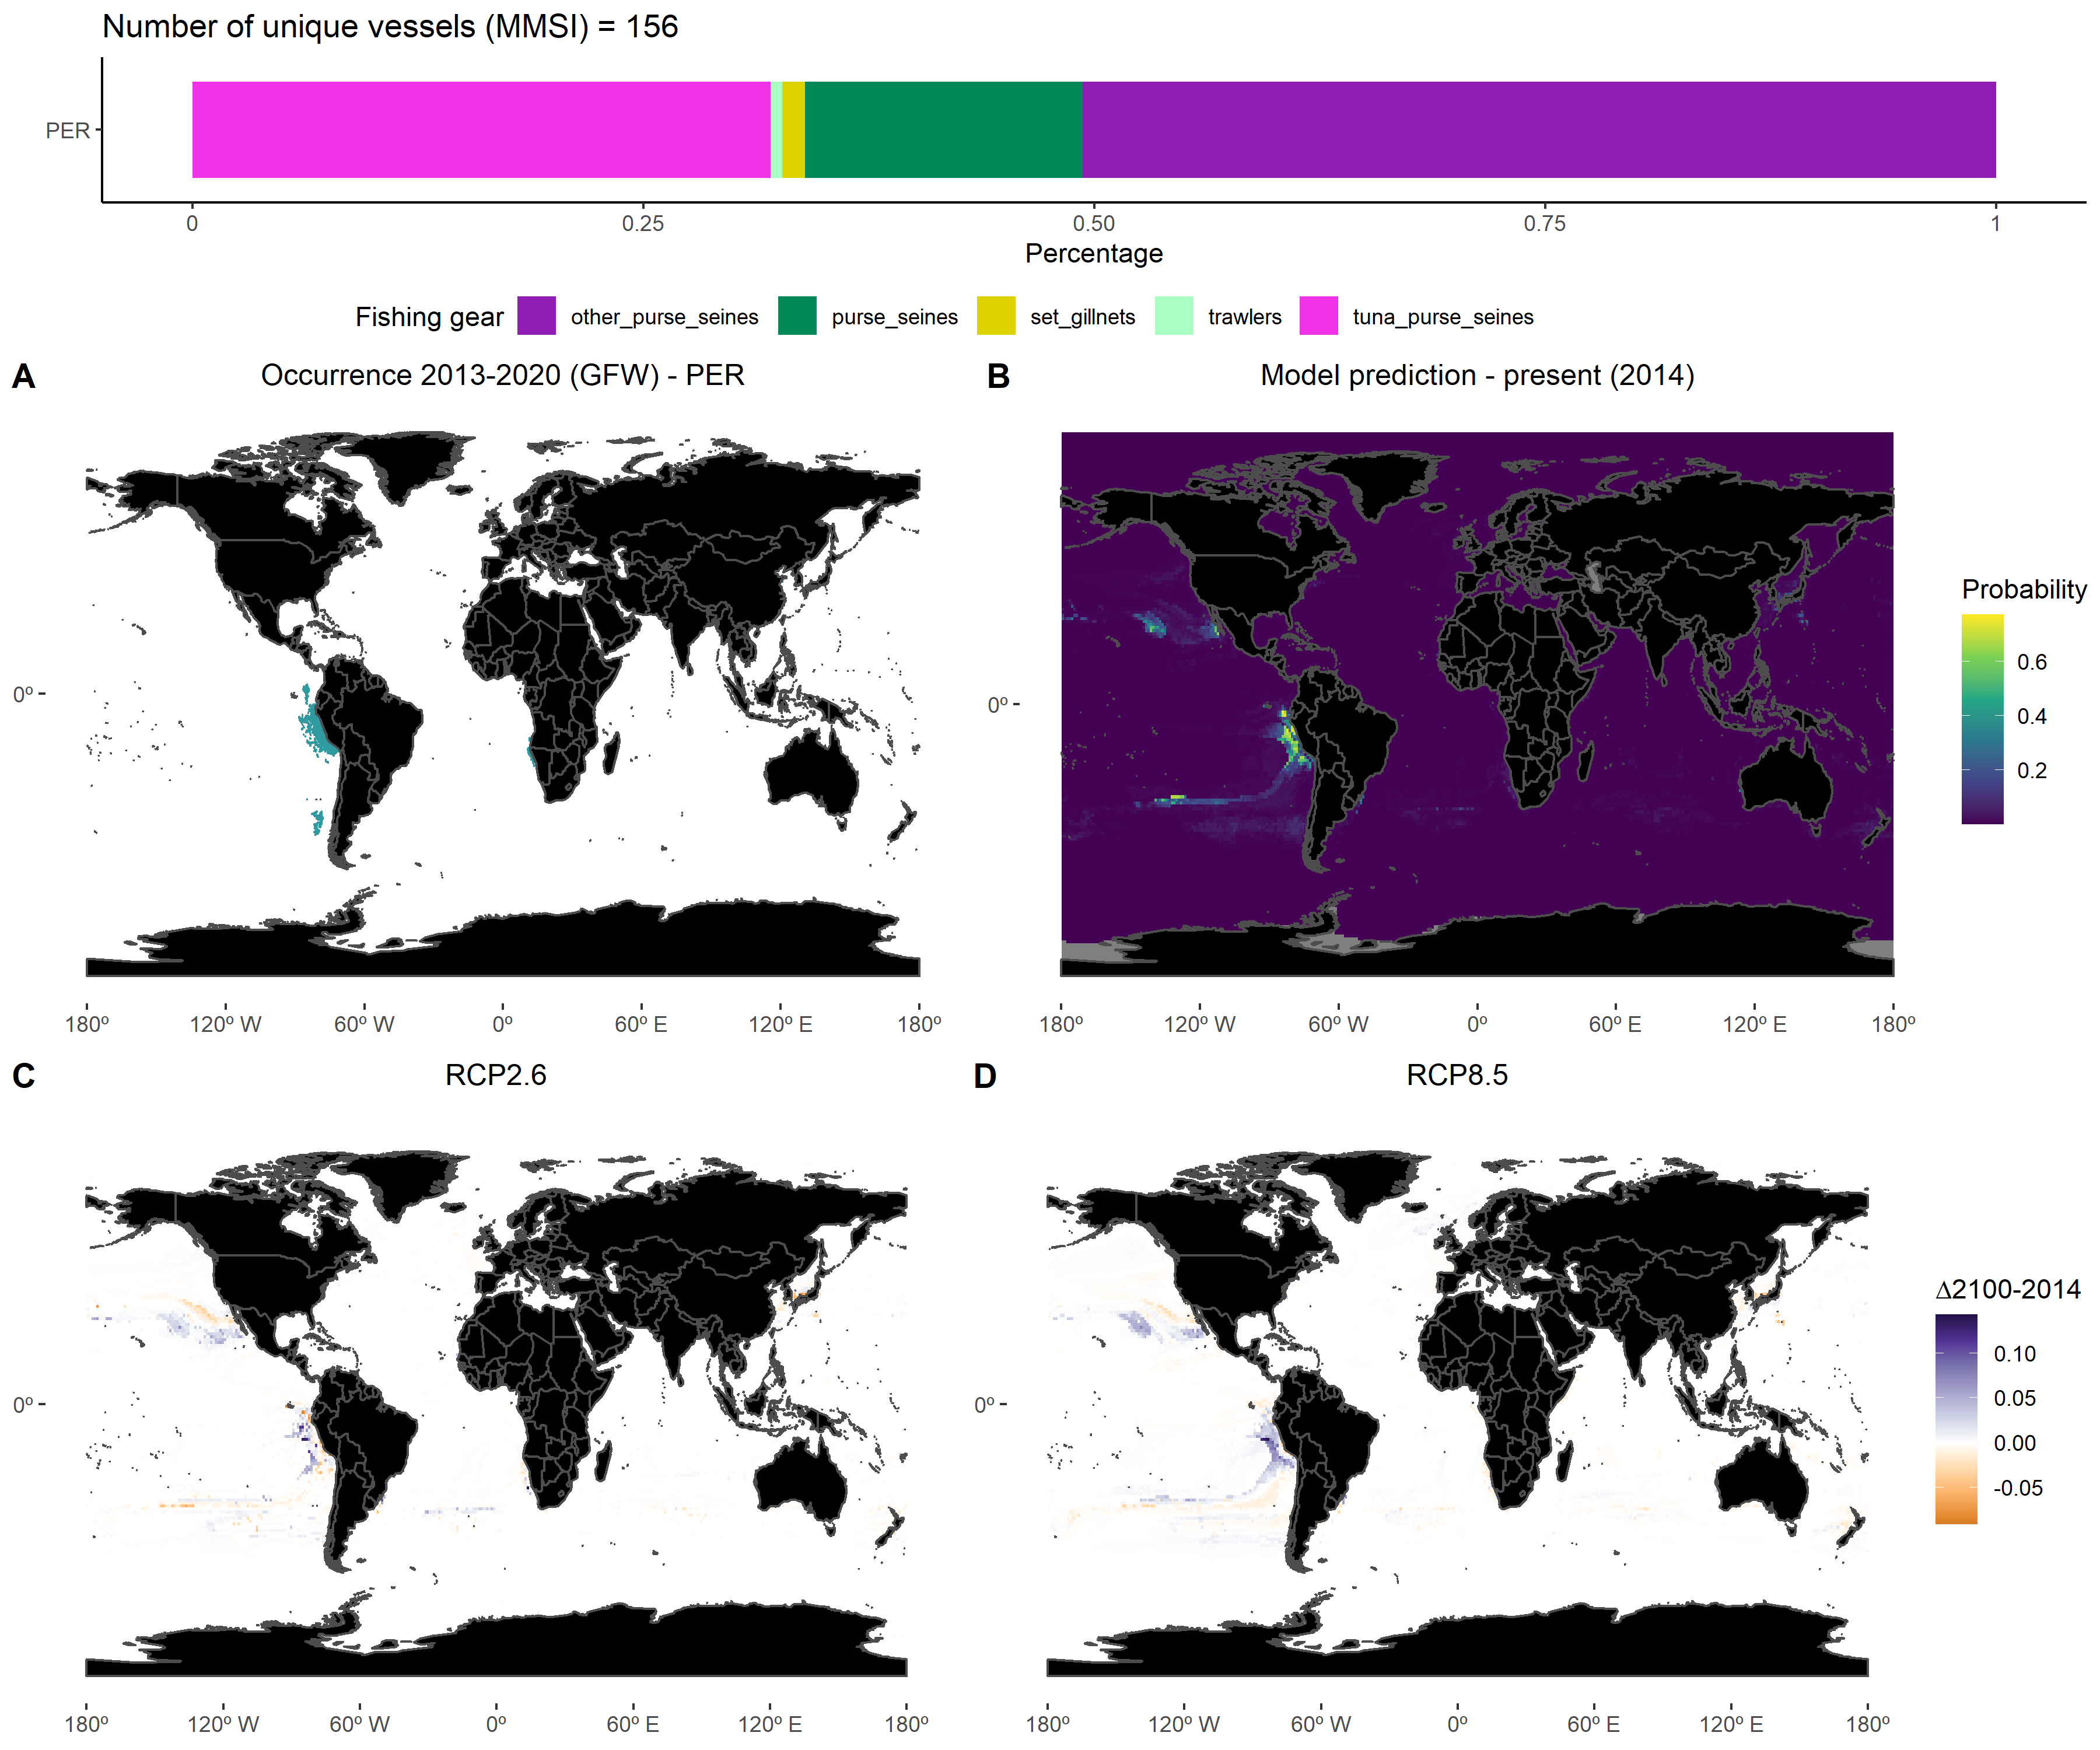 Number of unique vessels (MMSI) = 156
PER
0 0.25 0.50 0.75 1
Percentage
Fishing gear other_purse_seines purse_seines set_gillnets trawlers tuna_purse_seines
A Occurrence 2013-2020 (GFW) - PER
0º
180º 120º W 60º W 0º 60º E 120º E 180º
B Model prediction - present (2014)
0º
180º 120º W 60º W 0º 60º E 120º E 180º
Probability
0.6
0.4
0.2
C RCP2.6
0º
180º 120º W 60º W 0º 60º E 120º E 180º
D RCP8.5
0º
180º 120º W 60º W 0º 60º E 120º E 180º
Δ2100-2014
0.10
0.05
0.00
-0.05